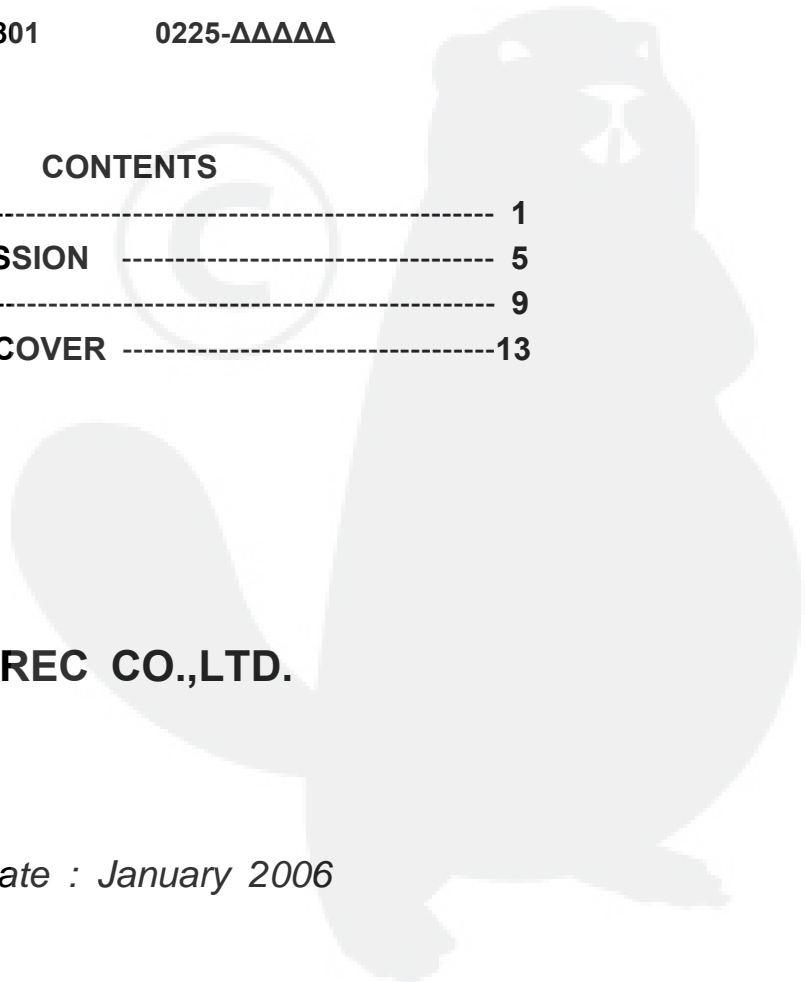 301 0225-ΔΔΔΔΔ
CONTENTS
------------------------------------------- 1
SSION -------------------------------- 5
------------------------------------------- 9
COVER --------------------------------13
©
REC CO.,LTD.
ate : January 2006